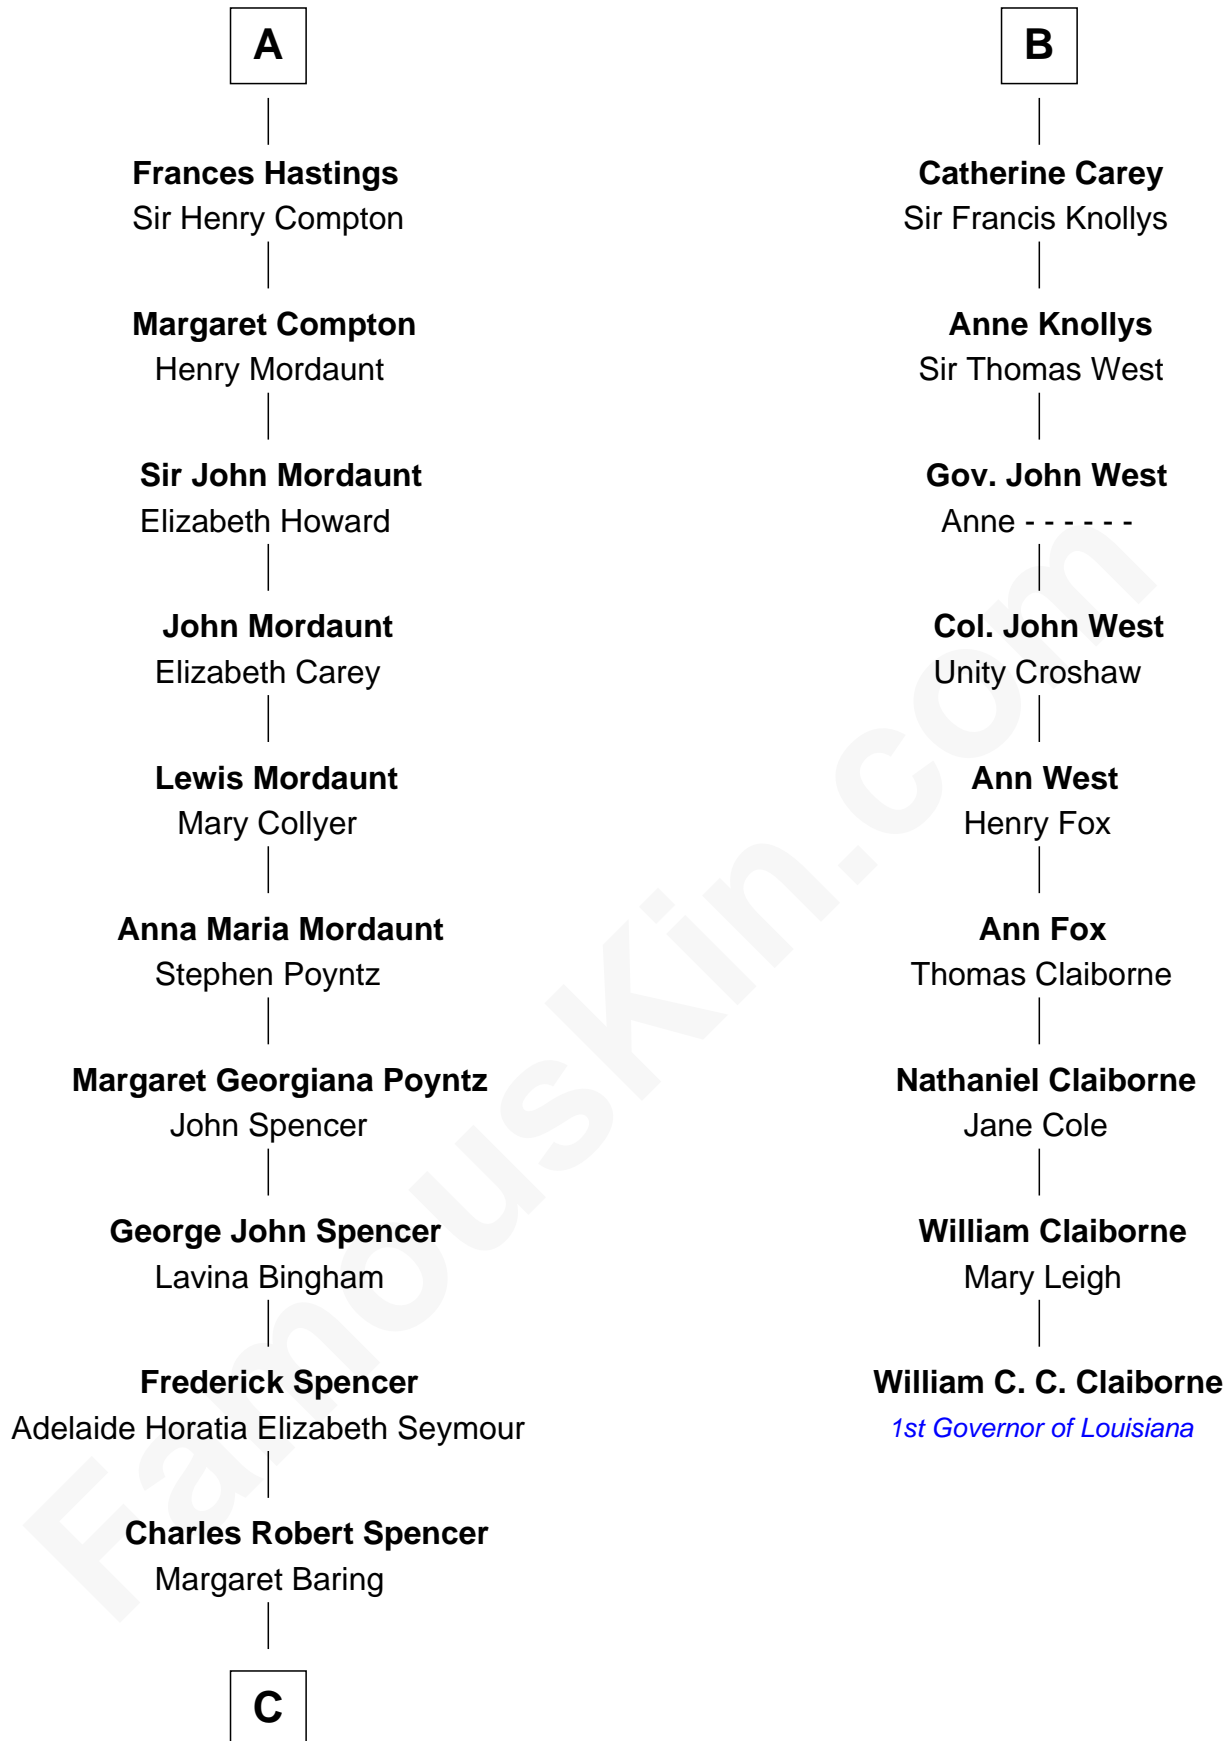 A
Frances Hastings
Sir Henry Compton
Margaret Compton
Henry Mordaunt
Sir John Mordaunt
Elizabeth Howard
John Mordaunt
Elizabeth Carey
Lewis Mordaunt
Mary Collyer
Anna Maria Mordaunt
Stephen Poyntz
Margaret Georgiana Poyntz
John Spencer
George John Spencer
Lavina Bingham
Frederick Spencer
Adelaide Horatia Elizabeth Seymour
Charles Robert Spencer
Margaret Baring
C
B
Catherine Carey
Sir Francis Knollys
Anne Knollys
Sir Thomas West
Gov. John West
Anne - - - - - -
Col. John West
Unity Croshaw
Ann West
Henry Fox
Ann Fox
Thomas Claiborne
Nathaniel Claiborne
Jane Cole
William Claiborne
Mary Leigh
William C. C. Claiborne
1st Governor of Louisiana
FamousKin.com